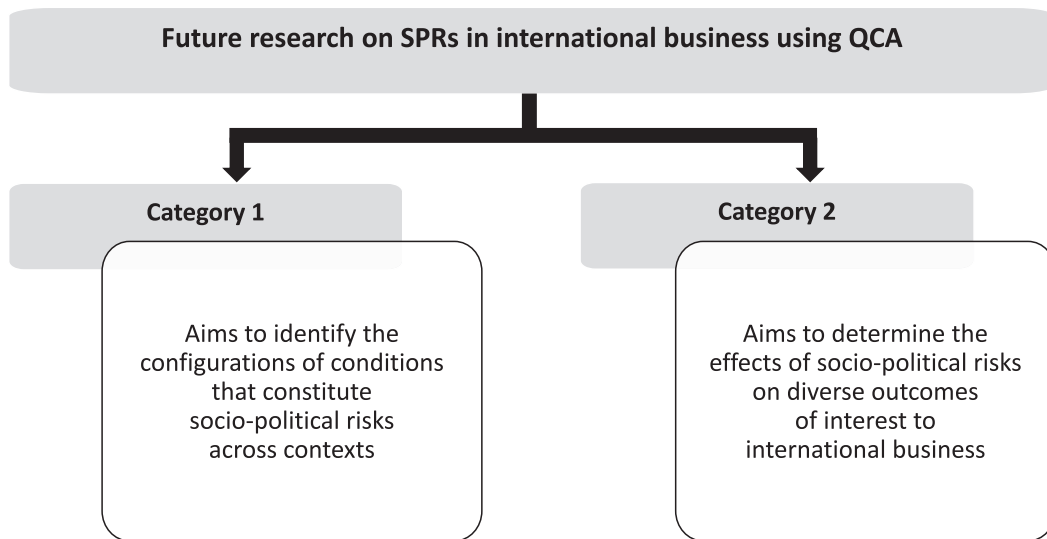 Future research on SPRs in international business using QCA
Category 1
Aims to identify the
configurations of conditions
that constitute
socio-political risks
across contexts
Category 2
Aims to determine the
effects of socio-political risks
on diverse outcomes
of interest to
international business